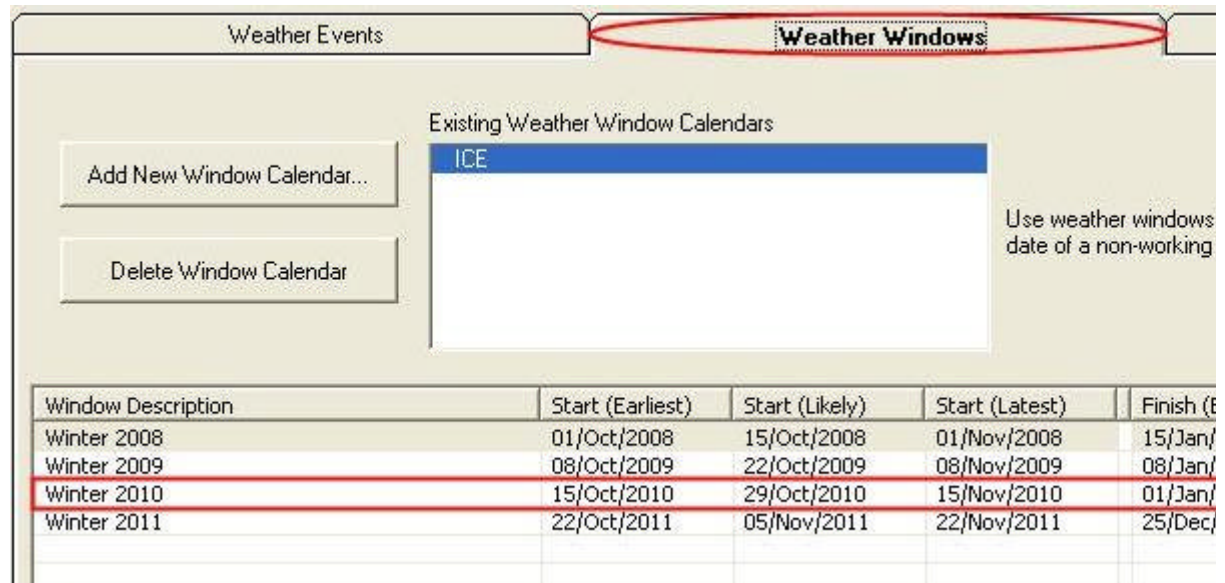 Weather Events Weather Windows
Existing Weather Window Calendars
Add New Window Calendar...
ICE
Use weather windows
date of a non-working
Delete Window Calendar
Window Description Start (Earliest) Start (Likely) Start (Latest) Finish (E
Winter 2008 01/Oct/2008 15/Oct/2008 01/Nov/2008 15/Jan/
Winter 2009 08/Oct/2009 22/Oct/2009 08/Nov/2009 08/Jan/
Winter 2010 15/Oct/2010 29/Oct/2010 15/Nov/2010 01/Jan/
Winter 2011 22/Oct/2011 05/Nov/2011 22/Nov/2011 25/Dec/